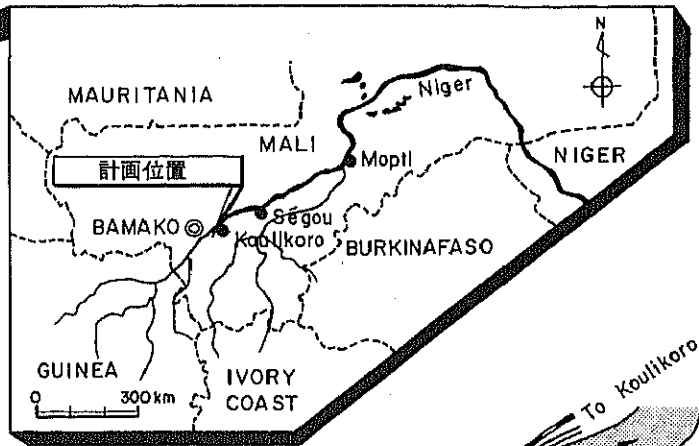 N
MAURITANIA
Niger
MALI
Mopti
NIGER
計画位置
Ségou
BAMAKO
Koulikoro
BURKINAFASO
GUINEA
IVORY
COAST
0 300km
To Koulikoro